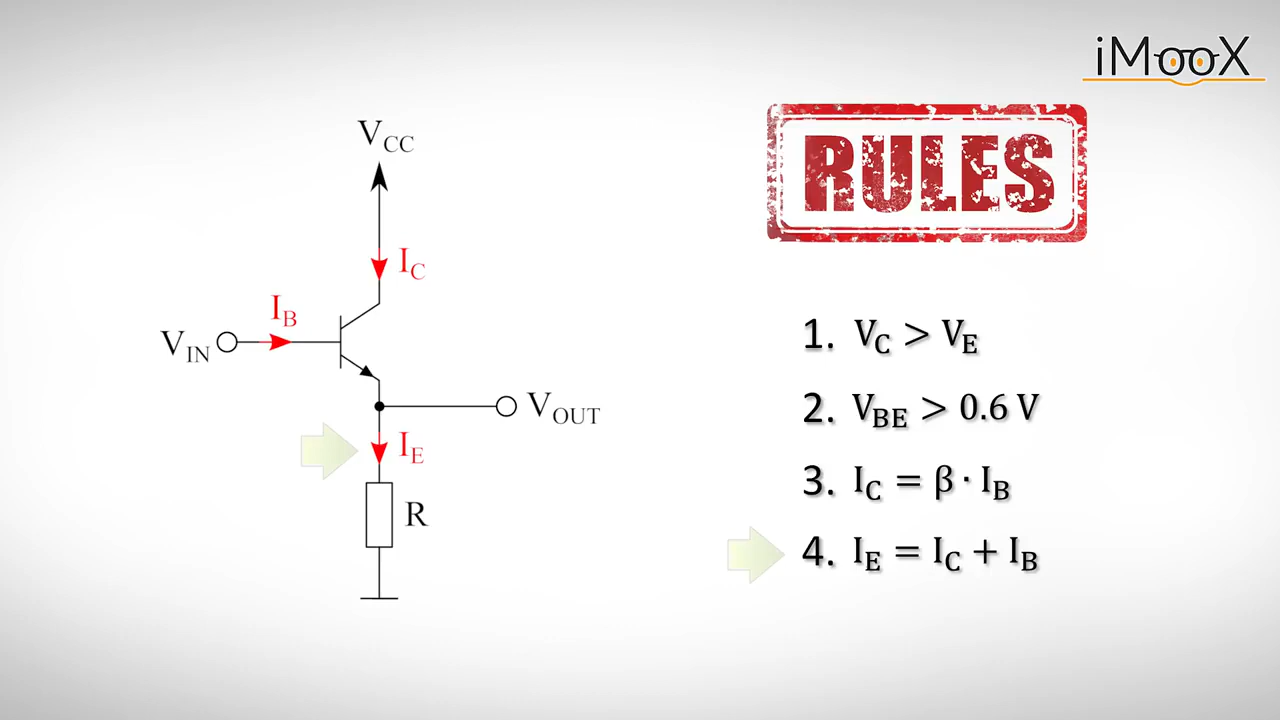 iMooX
RULES
V_CC
I_C
I_B
V_IN
V_OUT
I_E
R
1. V_C > V_E
2. V_BE > 0.6 V
3. I_C = β · I_B
4. I_E = I_C + I_B